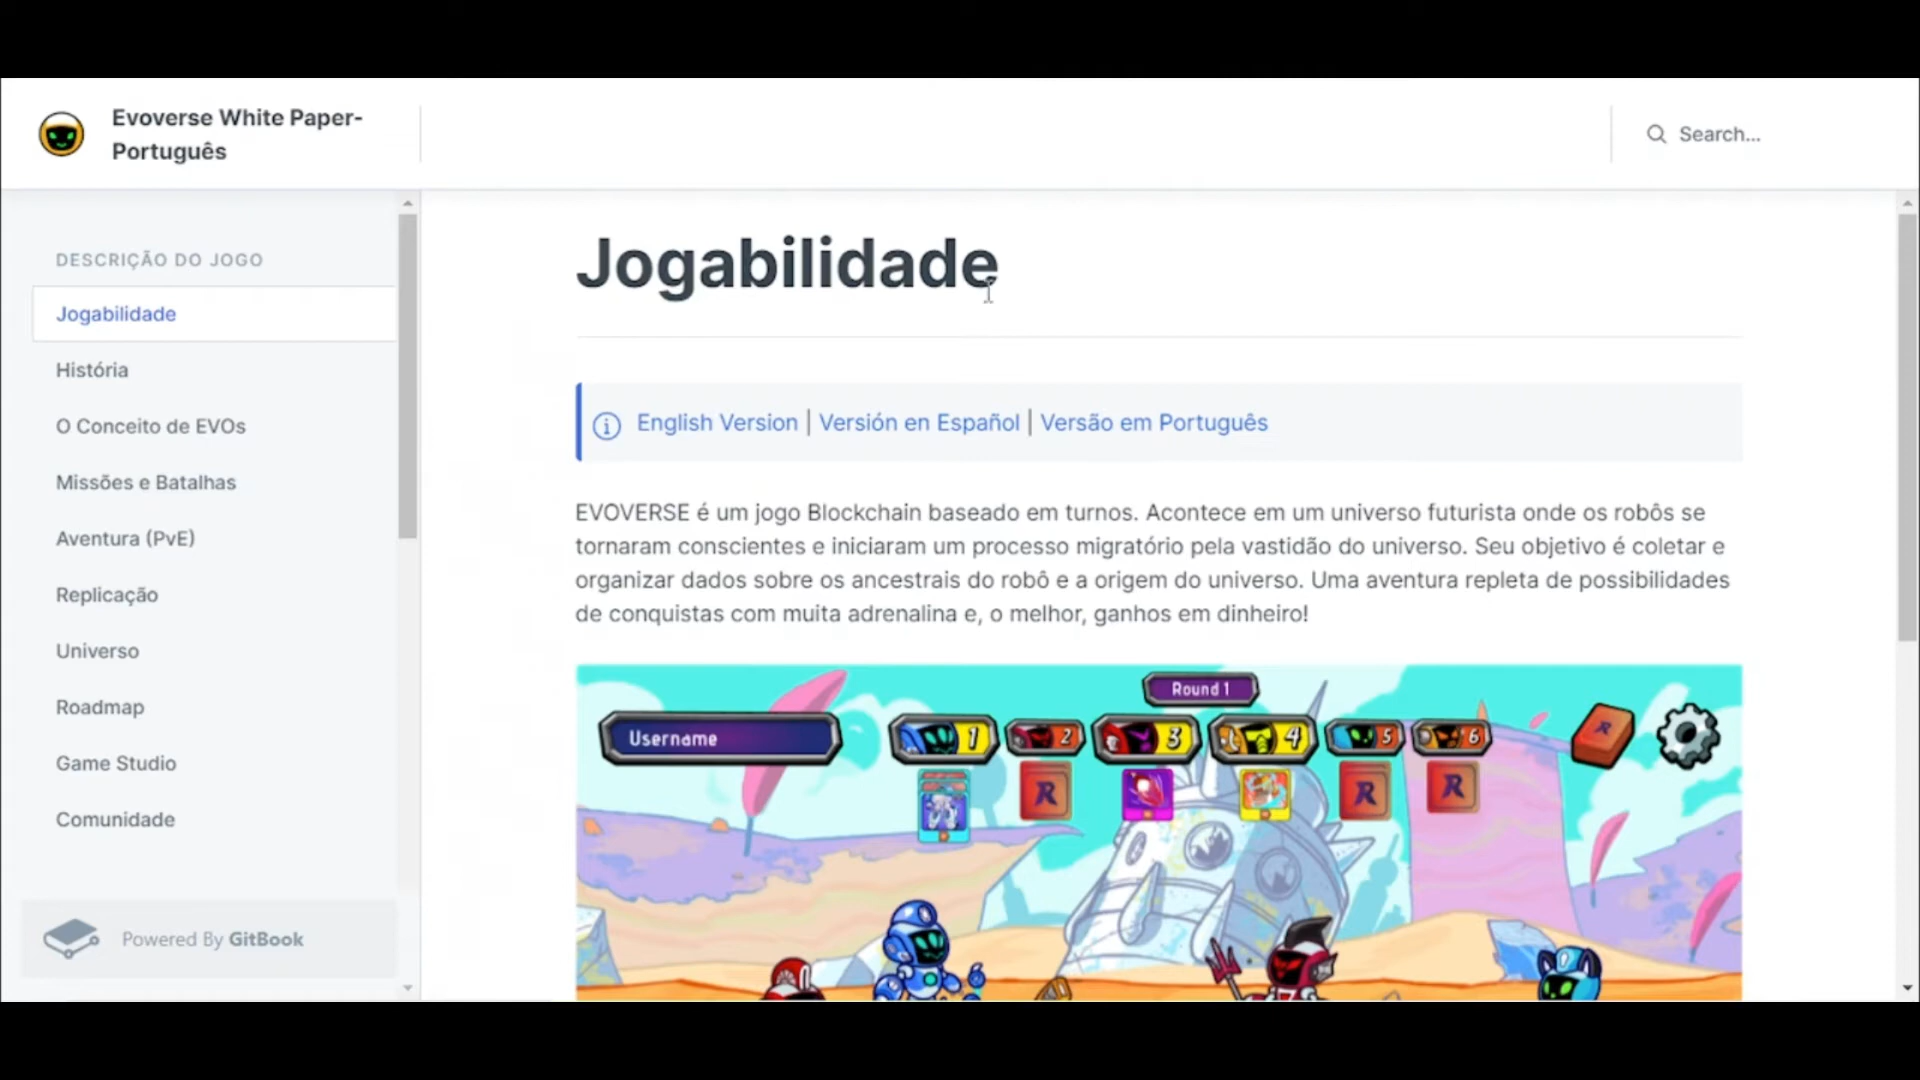 Evoverse White Paper-
Português
Search...
DESCRIÇÃO DO JOGO
Jogabilidade
História
O Conceito de EVOs
Missões e Batalhas
Aventura (PvE)
Replicação
Universo
Roadmap
Game Studio
Comunidade
Powered By GitBook
Jogabilidade
English Version | Versión en Español | Versão em Português
EVOVERSE é um jogo Blockchain baseado em turnos. Acontece em um universo futurista onde os robôs se
tornaram conscientes e iniciaram um processo migratório pela vastidão do universo. Seu objetivo é coletar e
organizar dados sobre os ancestrais do robô e a origem do universo. Uma aventura repleta de possibilidades
de conquistas com muita adrenalina e, o melhor, ganhos em dinheiro!
Round 1
Username
1 2 3 4 5 6
R
R R R